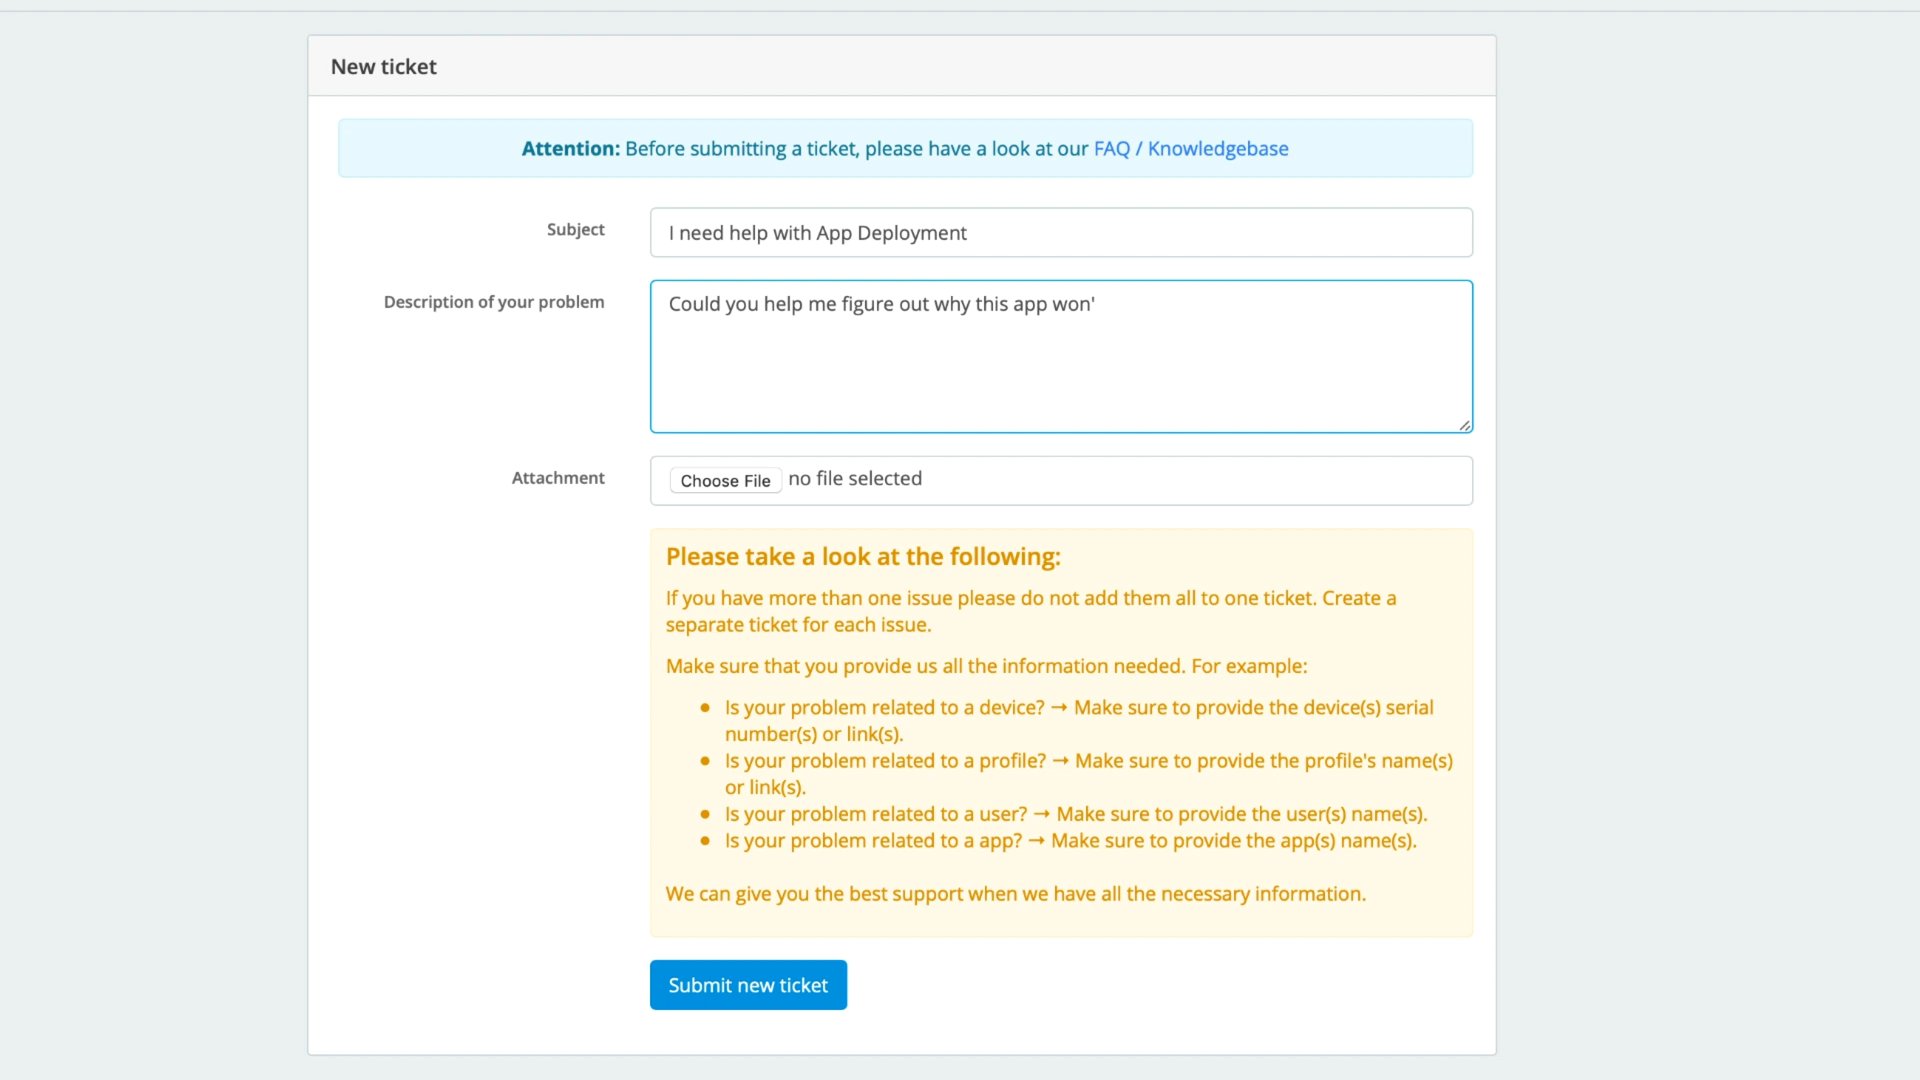 New ticket
Attention: Before submitting a ticket, please have a look at our FAQ / Knowledgebase
Subject
I need help with App Deployment
Description of your problem
Could you help me figure out why this app won'
Attachment
Choose File no file selected
Please take a look at the following:
If you have more than one issue please do not add them all to one ticket. Create a
separate ticket for each issue.
Make sure that you provide us all the information needed. For example:
• Is your problem related to a device? → Make sure to provide the device(s) serial
number(s) or link(s).
• Is your problem related to a profile? → Make sure to provide the profile's name(s)
or link(s).
• Is your problem related to a user? → Make sure to provide the user(s) name(s).
• Is your problem related to a app? → Make sure to provide the app(s) name(s).
We can give you the best support when we have all the necessary information.
Submit new ticket